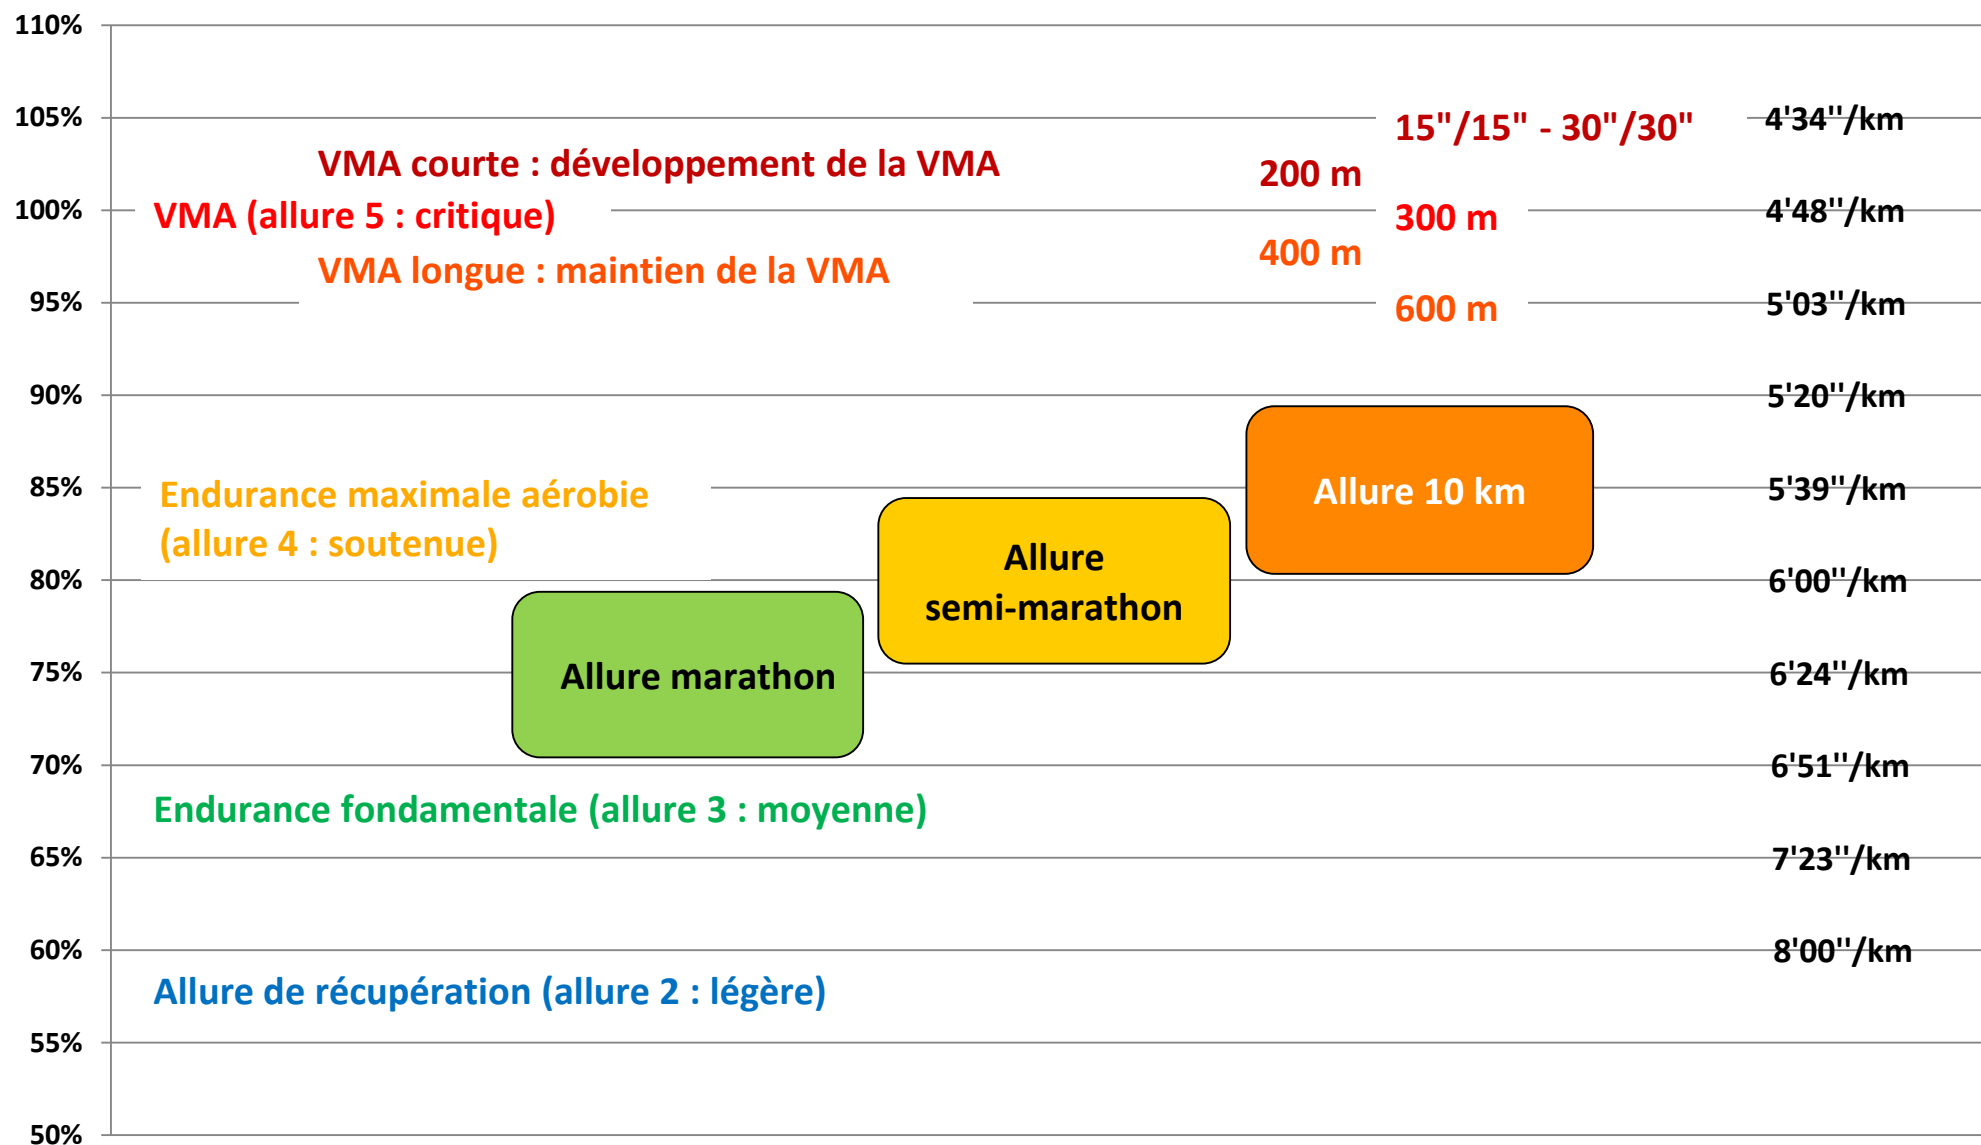 110%
105%
15"/15" - 30"/30"
4'34''/km
VMA courte : développement de la VMA
200 m
100%
VMA (allure 5 : critique)
300 m
4'48''/km
400 m
VMA longue : maintien de la VMA
95%
600 m
5'03''/km
90%
5'20''/km
85%
Endurance maximale aérobie
(allure 4 : soutenue)
Allure 10 km
5'39''/km
80%
Allure
semi-marathon
6'00''/km
75%
Allure marathon
6'24''/km
70%
6'51''/km
Endurance fondamentale (allure 3 : moyenne)
65%
7'23''/km
60%
8'00''/km
Allure de récupération (allure 2 : légère)
55%
50%